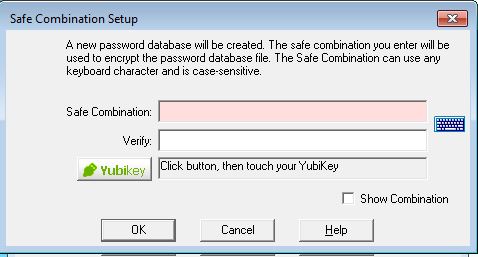 Safe Combination Setup
A new password database will be created. The safe combination you enter will be
used to encrypt the password database file. The Safe Combination can use any
keyboard character and is case-sensitive.
Safe Combination:
Verify:
Yubikey Click button, then touch your YubiKey
Show Combination
OK Cancel Help